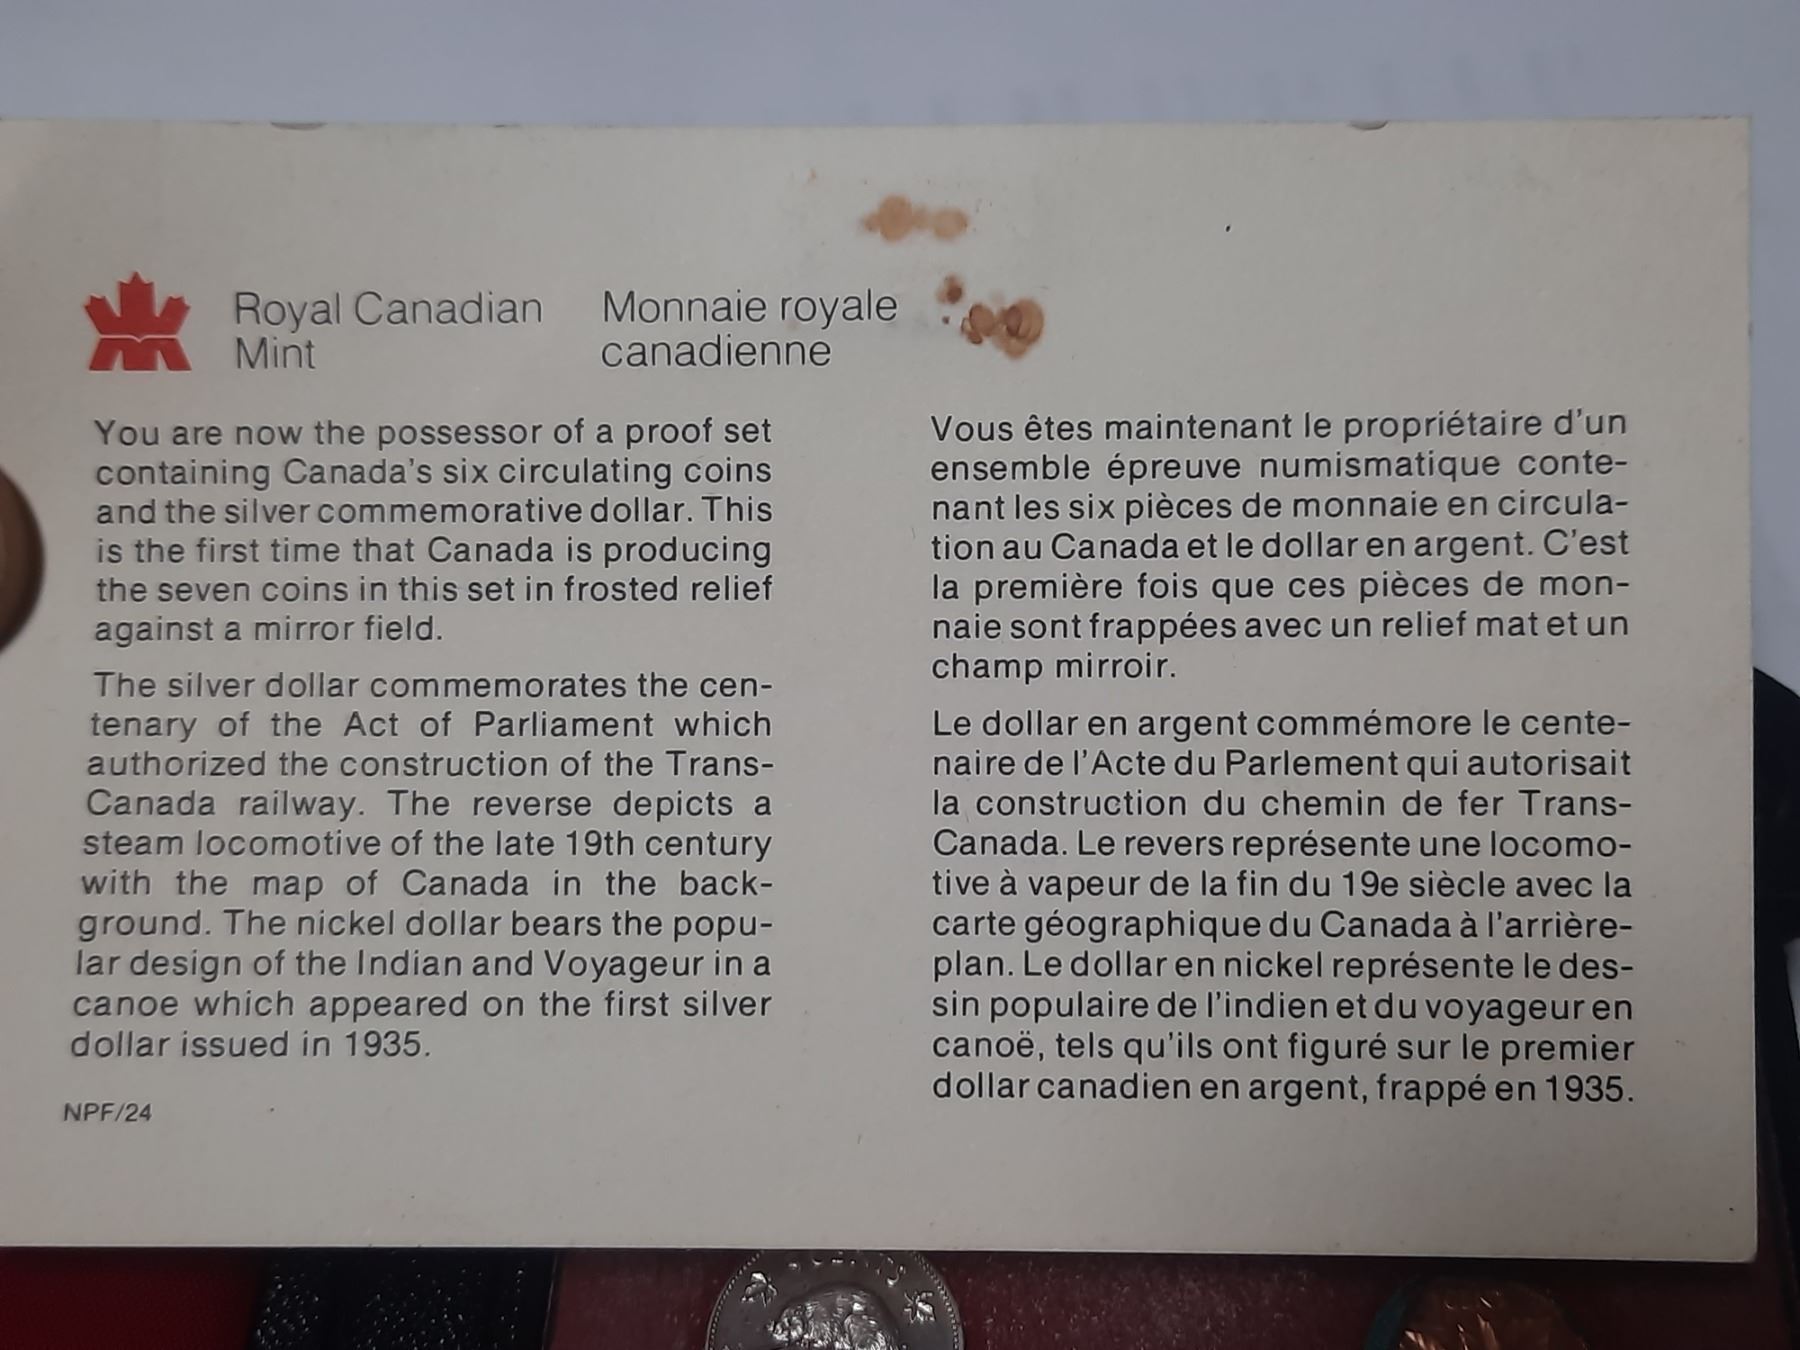 Royal Canadian
Mint
Monnaie royale
canadienne
You are now the possessor of a proof set
containing Canada's six circulating coins
and the silver commemorative dollar. This
is the first time that Canada is producing
the seven coins in this set in frosted relief
against a mirror field.
The silver dollar commemorates the cen-
tenary of the Act of Parliament which
authorized the construction of the Trans-
Canada railway. The reverse depicts a
steam locomotive of the late 19th century
with the map of Canada in the back-
ground. The nickel dollar bears the popu-
lar design of the Indian and Voyageur in a
canoe which appeared on the first silver
dollar issued in 1935.
NPF/24
Vous êtes maintenant le propriétaire d'un
ensemble épreuve numismatique conte-
nant les six pièces de monnaie en circula-
tion au Canada et le dollar en argent. C'est
la première fois que ces pièces de mon-
naie sont frappées avec un relief mat et un
champ mirroir.
Le dollar en argent commémore le cente-
naire de l'Acte du Parlement qui autorisait
la construction du chemin de fer Trans-
Canada. Le revers représente une locomo-
tive à vapeur de la fin du 19e siècle avec la
carte géographique du Canada à l'arrière-
plan. Le dollar en nickel représente le des-
sin populaire de l'indien et du voyageur en
canoë, tels qu'ils ont figuré sur le premier
dollar canadien en argent, frappé en 1935.
CENTS